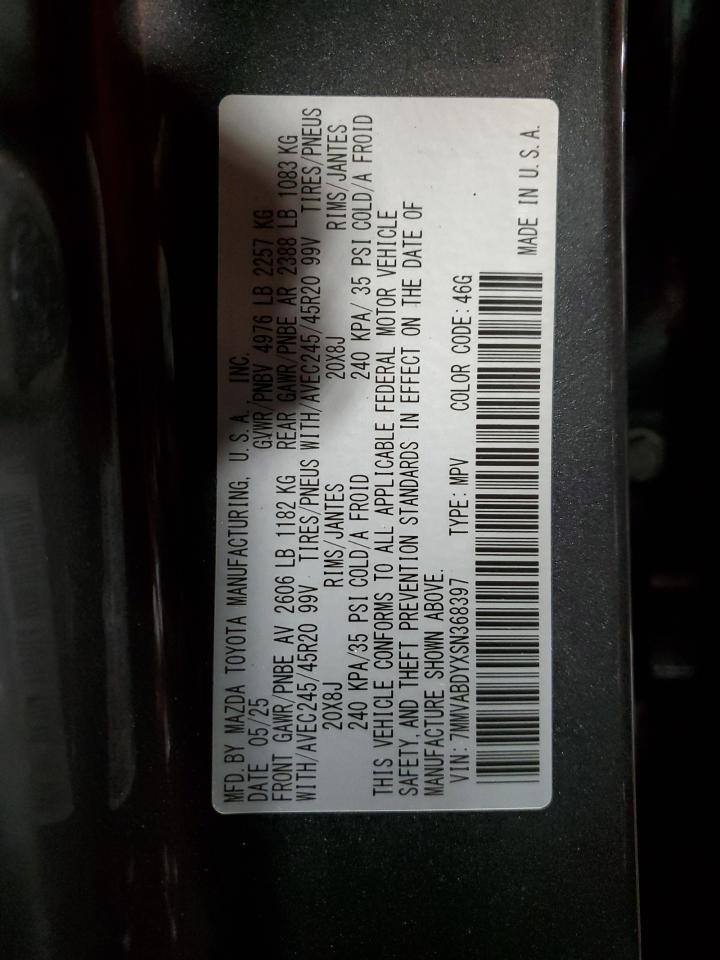 MFD. BY MAZDA TOYOTA MANUFACTURING, U. S. A., INC.
DATE 05/25 GVWR/PNBV 4976 LB 2257 KG
FRONT GAWR/PNBE AV 2606 LB 1182 KG REAR GAWR/PNBE AR 2388 LB 1083 KG
WITH/AVEC245/45R20 99V TIRES/PNEUS WITH/AVEC245/45R20 99V TIRES/PNEUS
20X8J RIMS/JANTES 20X8J RIMS/JANTES
240 KPA/35 PSI COLD/A FROID 240 KPA/ 35 PSI COLD/A FROID
THIS VEHICLE CONFORMS TO ALL APPLICABLE FEDERAL MOTOR VEHICLE
SAFETY, AND THEFT PREVENTION STANDARDS IN EFFECT ON THE DATE OF
MANUFACTURE SHOWN ABOVE.
VIN: 7MMVABDYXSN368397 TYPE: MPV COLOR CODE: 46G
MADE IN U. S. A.